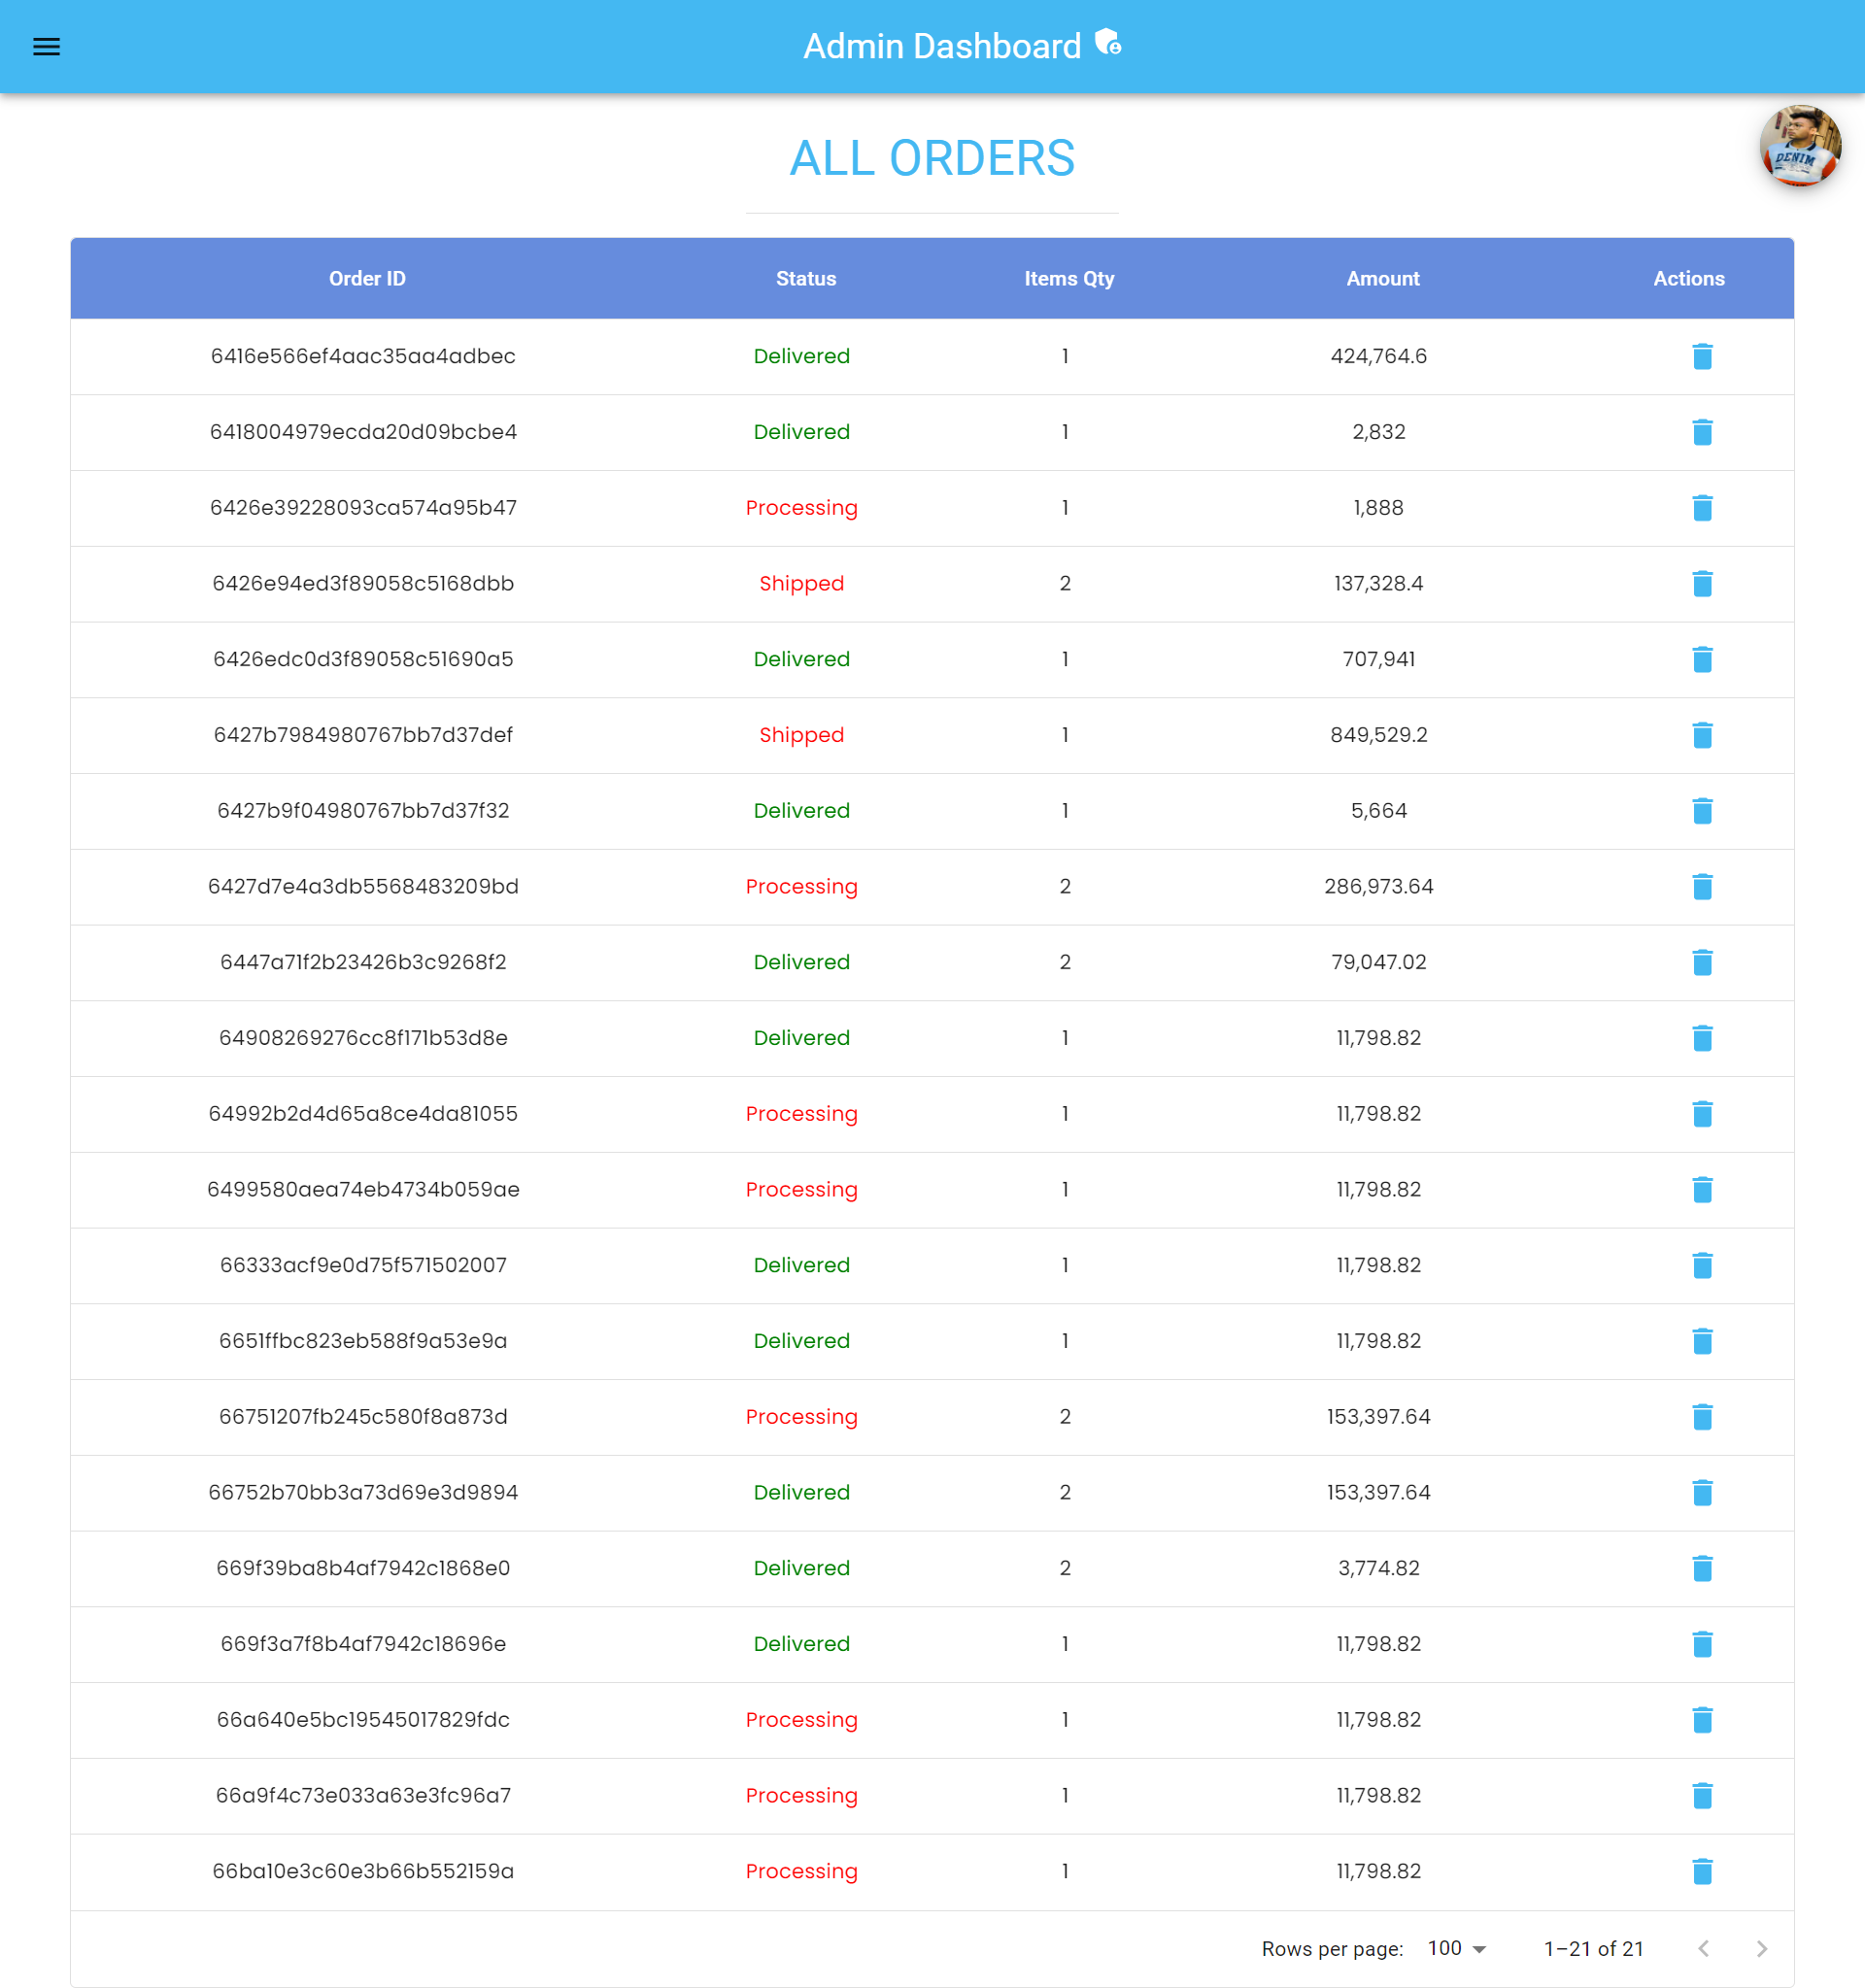 Admin Dashboard
DENIM
ALL ORDERS
Order ID Status Items Qty Amount Actions
6416e566ef4aac35aa4adbec Delivered 1 424,764.6
6418004979ecda20d09bcbe4 Delivered 1 2,832
6426e39228093ca574a95b47 Processing 1 1,888
6426e94ed3f89058c5168dbb Shipped 2 137,328.4
6426edc0d3f89058c51690a5 Delivered 1 707,941
6427b7984980767bb7d37def Shipped 1 849,529.2
6427b9f04980767bb7d37f32 Delivered 1 5,664
6427d7e4a3db5568483209bd Processing 2 286,973.64
6447a71f2b23426b3c9268f2 Delivered 2 79,047.02
64908269276cc8f171b53d8e Delivered 1 11,798.82
64992b2d4d65a8ce4da81055 Processing 1 11,798.82
6499580aea74eb4734b059ae Processing 1 11,798.82
66333acf9e0d75f571502007 Delivered 1 11,798.82
6651ffbc823eb588f9a53e9a Delivered 1 11,798.82
66751207fb245c580f8a873d Processing 2 153,397.64
66752b70bb3a73d69e3d9894 Delivered 2 153,397.64
669f39ba8b4af7942c1868e0 Delivered 2 3,774.82
669f3a7f8b4af7942c18696e Delivered 1 11,798.82
66a640e5bc19545017829fdc Processing 1 11,798.82
66a9f4c73e033a63e3fc96a7 Processing 1 11,798.82
66ba10e3c60e3b66b552159a Processing 1 11,798.82
Rows per page: 100 1–21 of 21